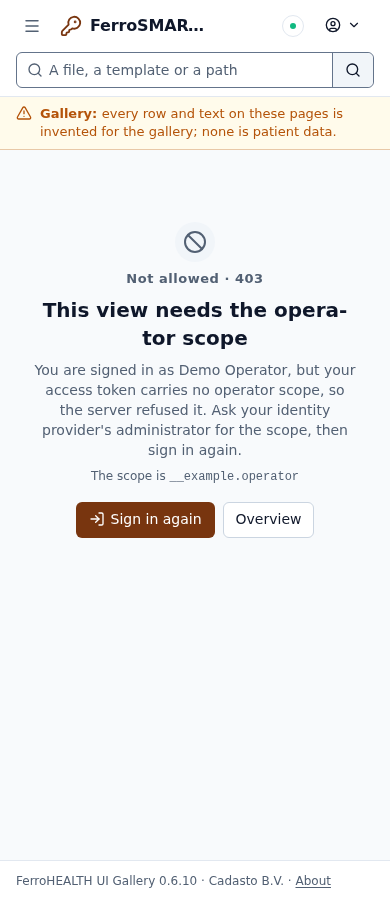 FerroSMAR…
A file, a template or a path
Gallery: every row and text on these pages is
invented for the gallery; none is patient data.
Not allowed · 403
This view needs the opera-
tor scope
You are signed in as Demo Operator, but your
access token carries no operator scope, so
the server refused it. Ask your identity
provider's administrator for the scope, then
sign in again.
The scope is __example.operator
Sign in again
Overview
FerroHEALTH UI Gallery 0.6.10 · Cadasto B.V. · About